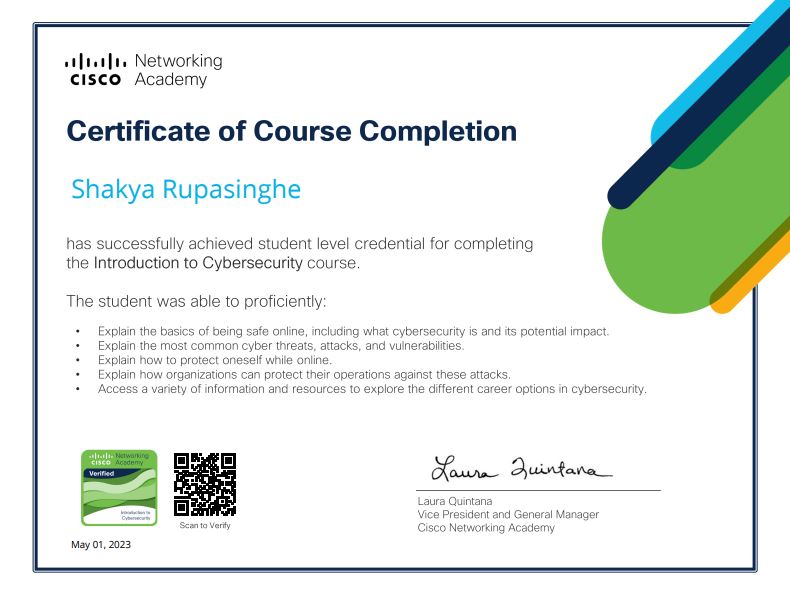 CISCO Networking Academy
Certificate of Course Completion
Shakya Rupasinghe
has successfully achieved student level credential for completing
the Introduction to Cybersecurity course.
The student was able to proficiently:
• Explain the basics of being safe online, including what cybersecurity is and its potential impact.
• Explain the most common cyber threats, attacks, and vulnerabilities.
• Explain how to protect oneself while online.
• Explain how organizations can protect their operations against these attacks.
• Access a variety of information and resources to explore the different career options in cybersecurity.
CISCO Networking Academy
Verified
Introduction to
Cybersecurity
Scan to Verify
May 01, 2023
Laura Quintana
Laura Quintana
Vice President and General Manager
Cisco Networking Academy